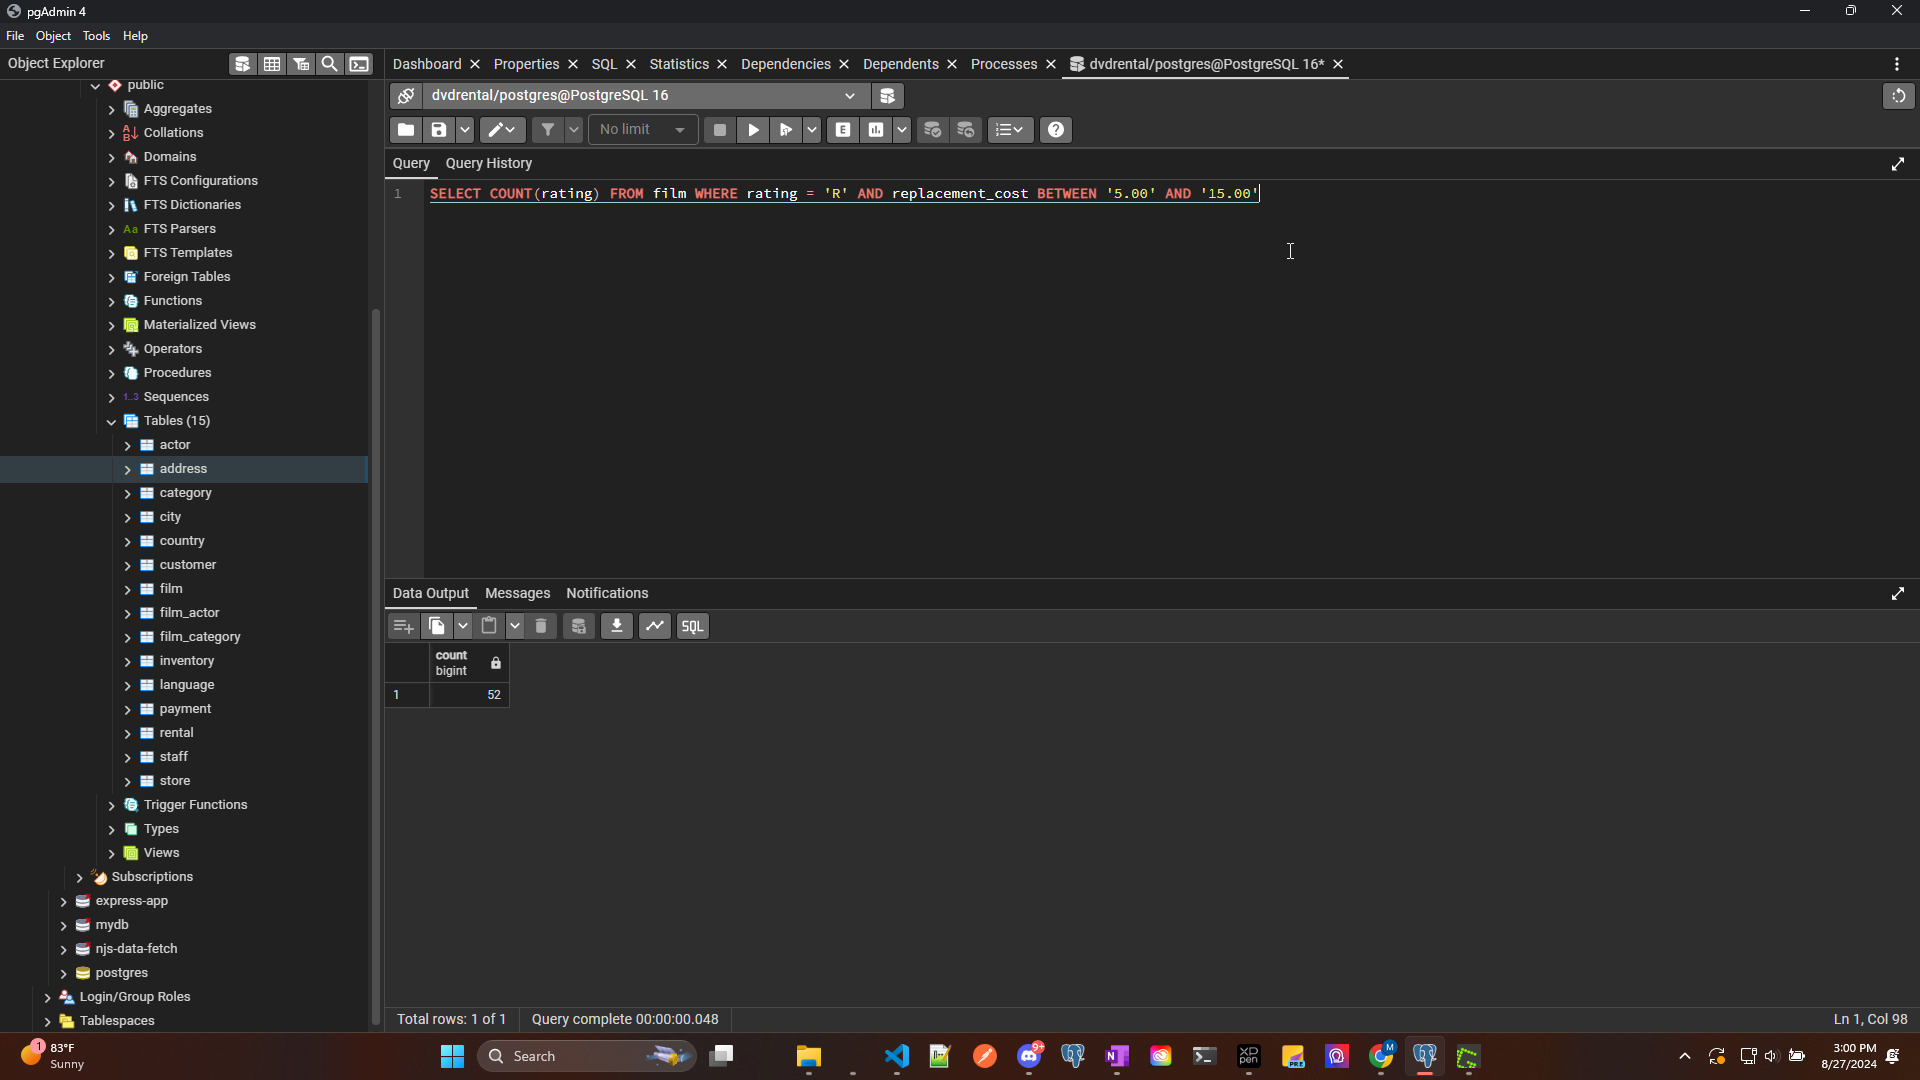 pgAdmin 4
File Object Tools Help
Object Explorer
Dashboard Properties SQL Statistics Dependencies Dependents Processes dvdrental/postgres@PostgreSQL 16*
dvdrental/postgres@PostgreSQL 16
No limit
Query Query History
1 SELECT COUNT(rating) FROM film WHERE rating = 'R' AND replacement_cost BETWEEN '5.00' AND '15.00'
public
Aggregates
Collations
Domains
FTS Configurations
FTS Dictionaries
FTS Parsers
FTS Templates
Foreign Tables
Functions
Materialized Views
Operators
Procedures
Sequences
Tables (15)
actor
address
category
city
country
customer
film
film_actor
film_category
inventory
language
payment
rental
staff
store
Trigger Functions
Types
Views
Subscriptions
express-app
mydb
njs-data-fetch
postgres
Login/Group Roles
Tablespaces
Data Output Messages Notifications
SQL
count
bigint
1 52
Total rows: 1 of 1 Query complete 00:00:00.048 Ln 1, Col 98
1
83°F
Sunny
Search
9+
M
3:00 PM
8/27/2024